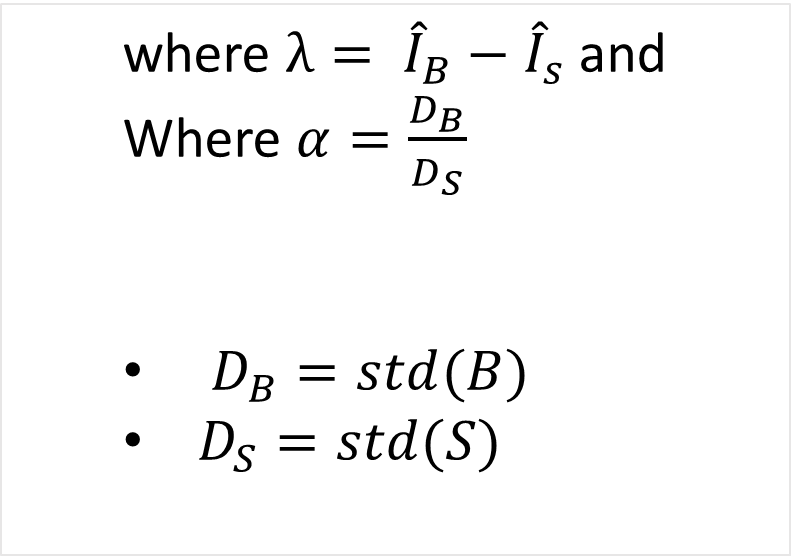 where λ = Î_B − Î_s and
Where α = D_B / D_S
• D_B = std(B)
• D_S = std(S)